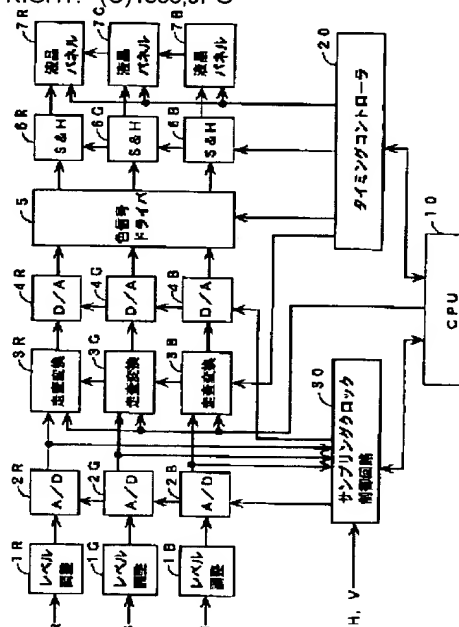 RIGHT: (C)1998,JPO
7R
液晶
パネル
7G
液晶
パネル
7B
液晶
パネル
6R
S&H
6G
S&H
6B
S&H
5
色信号
ドライバ
4R
D/A
4G
D/A
4B
D/A
3R
走査変換
3G
走査変換
3B
走査変換
2R
A/D
2G
A/D
2B
A/D
1R
レベル
調整
1G
レベル
調整
1B
レベル
調整
20
タイミングコントローラ
10
CPU
30
サンプリングクロック
制御回路
H, V